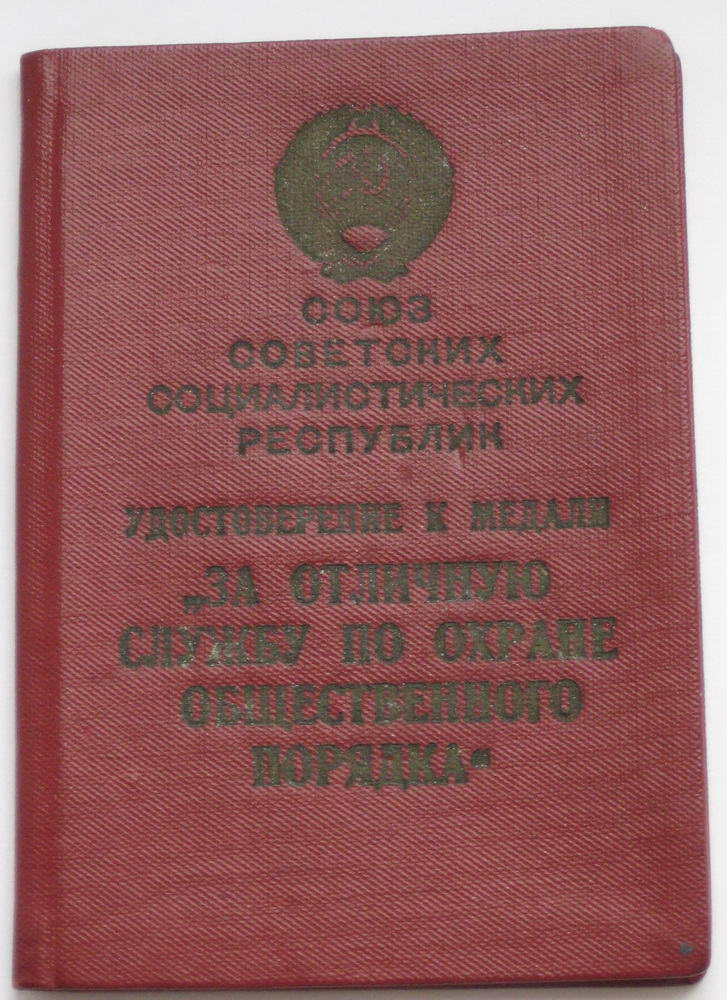 СОЮЗ
СОВЕТСКИХ
СОЦИАЛИСТИЧЕСКИХ
РЕСПУБЛИК
УДОСТОВЕРЕНИЕ К МЕДАЛИ
„ЗА ОТЛИЧНУЮ
СЛУЖБУ ПО ОХРАНЕ
ОБЩЕСТВЕННОГО
ПОРЯДКА“